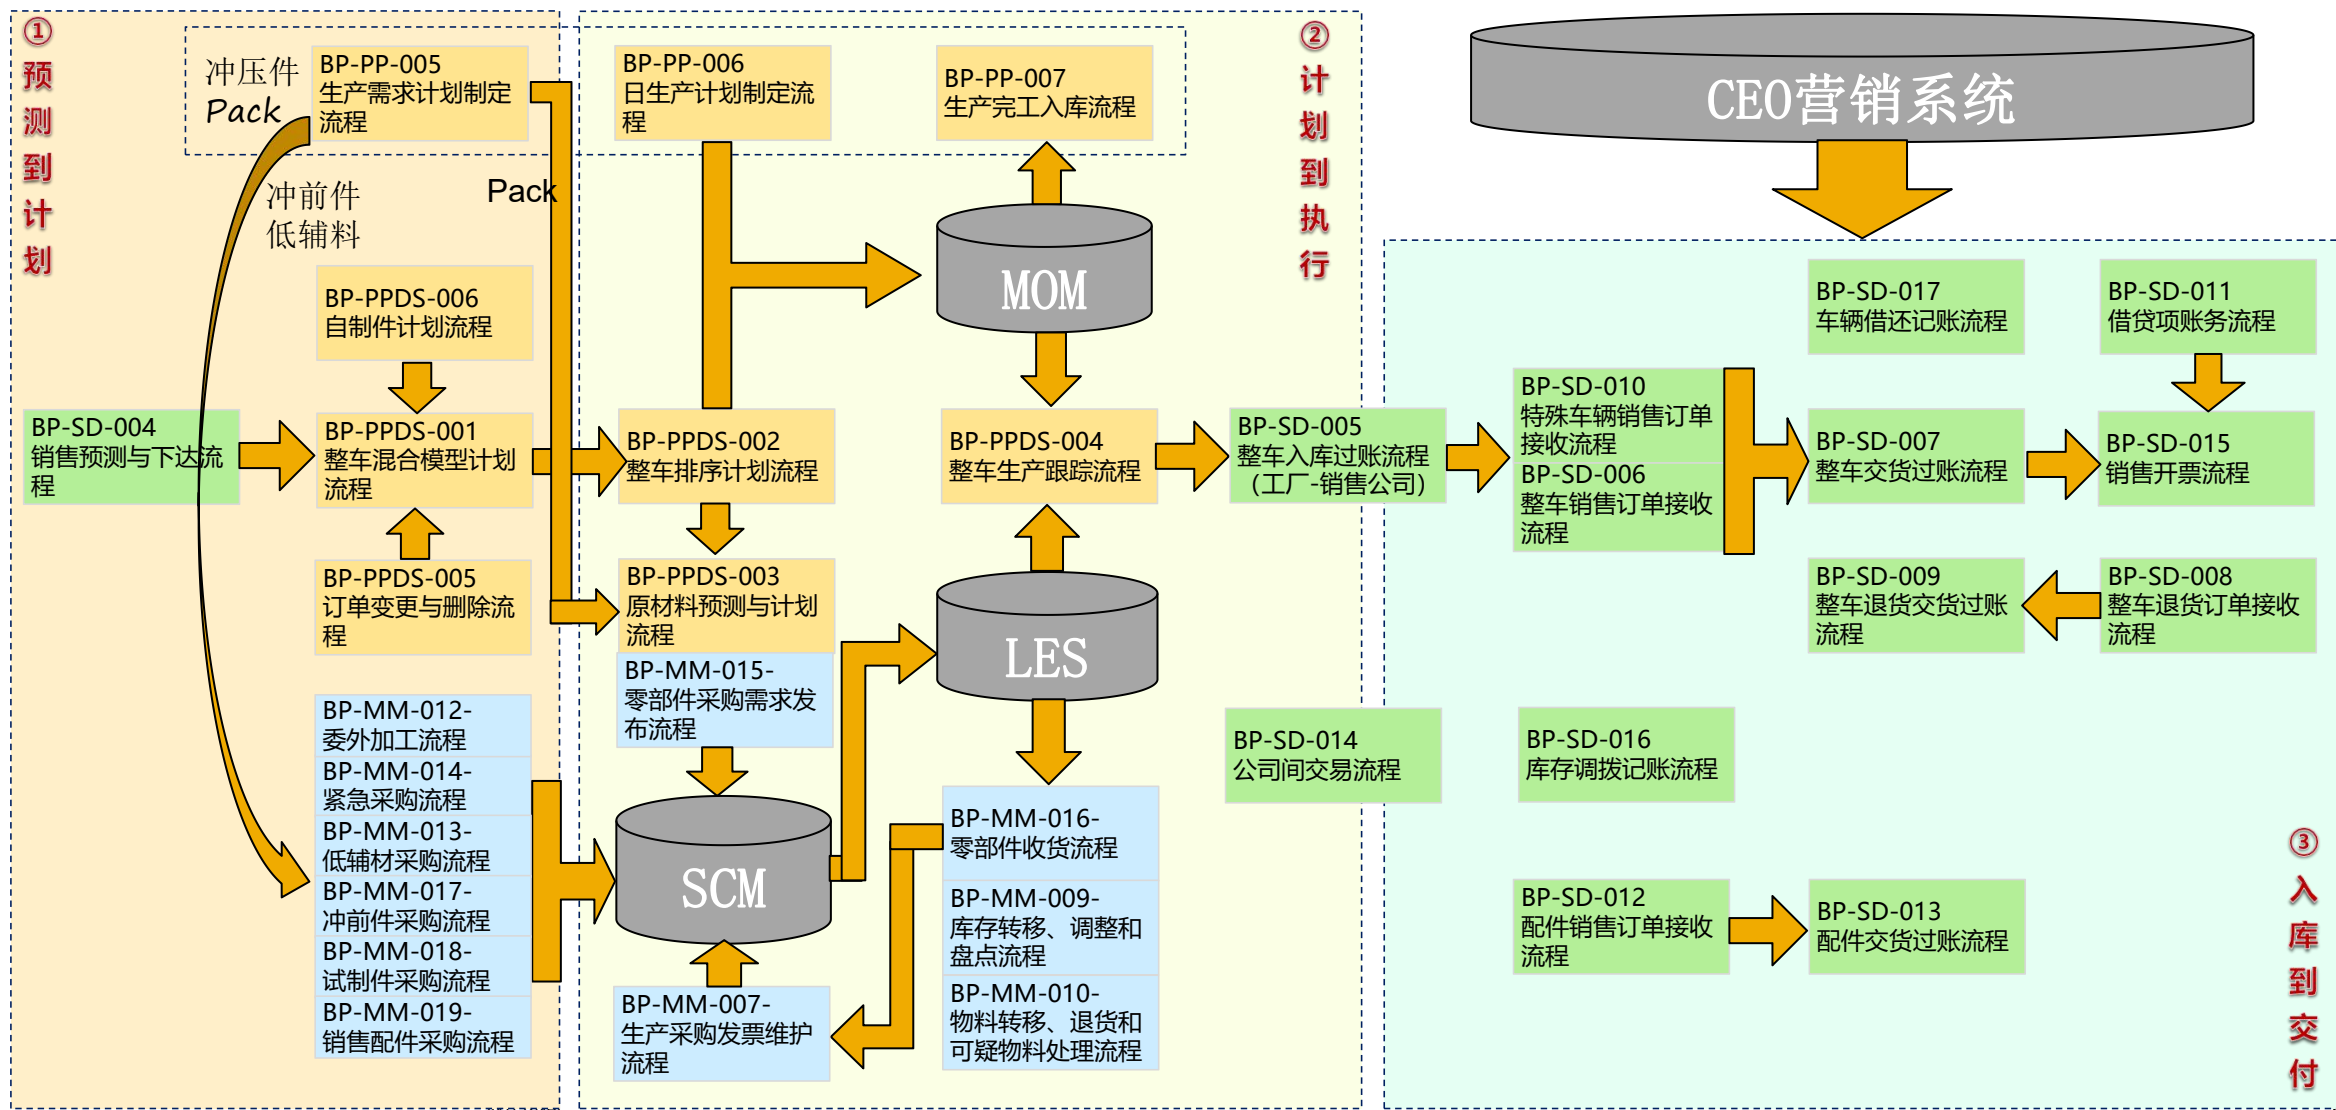 ①
预
测
到
计
划
冲压件
Pack
BP-PP-005
生产需求计划制定
流程
冲前件
低辅料
Pack
BP-PPDS-006
自制件计划流程
BP-SD-004
销售预测与下达流
程
BP-PPDS-001
整车混合模型计划
流程
BP-PPDS-005
订单变更与删除流
程
BP-MM-012-
委外加工流程
BP-MM-014-
紧急采购流程
BP-MM-013-
低辅材采购流程
BP-MM-017-
冲前件采购流程
BP-MM-018-
试制件采购流程
BP-MM-019-
销售配件采购流程
②
计
划
到
执
行
BP-PP-006
日生产计划制定流
程
BP-PP-007
生产完工入库流程
MOM
BP-PPDS-002
整车排序计划流程
BP-PPDS-004
整车生产跟踪流程
BP-PPDS-003
原材料预测与计划
流程
BP-MM-015-
零部件采购需求发
布流程
LES
SCM
BP-MM-016-
零部件收货流程
BP-MM-009-
库存转移、调整和
盘点流程
BP-MM-010-
物料转移、退货和
可疑物料处理流程
BP-MM-007-
生产采购发票维护
流程
BP-SD-005
整车入库过账流程
（工厂-销售公司）
BP-SD-014
公司间交易流程
CEO营销系统
BP-SD-017
车辆借还记账流程
BP-SD-011
借贷项账务流程
BP-SD-010
特殊车辆销售订单
接收流程
BP-SD-006
整车销售订单接收
流程
BP-SD-007
整车交货过账流程
BP-SD-015
销售开票流程
BP-SD-009
整车退货交货过账
流程
BP-SD-008
整车退货订单接收
流程
BP-SD-016
库存调拨记账流程
BP-SD-012
配件销售订单接收
流程
BP-SD-013
配件交货过账流程
③
入
库
到
交
付